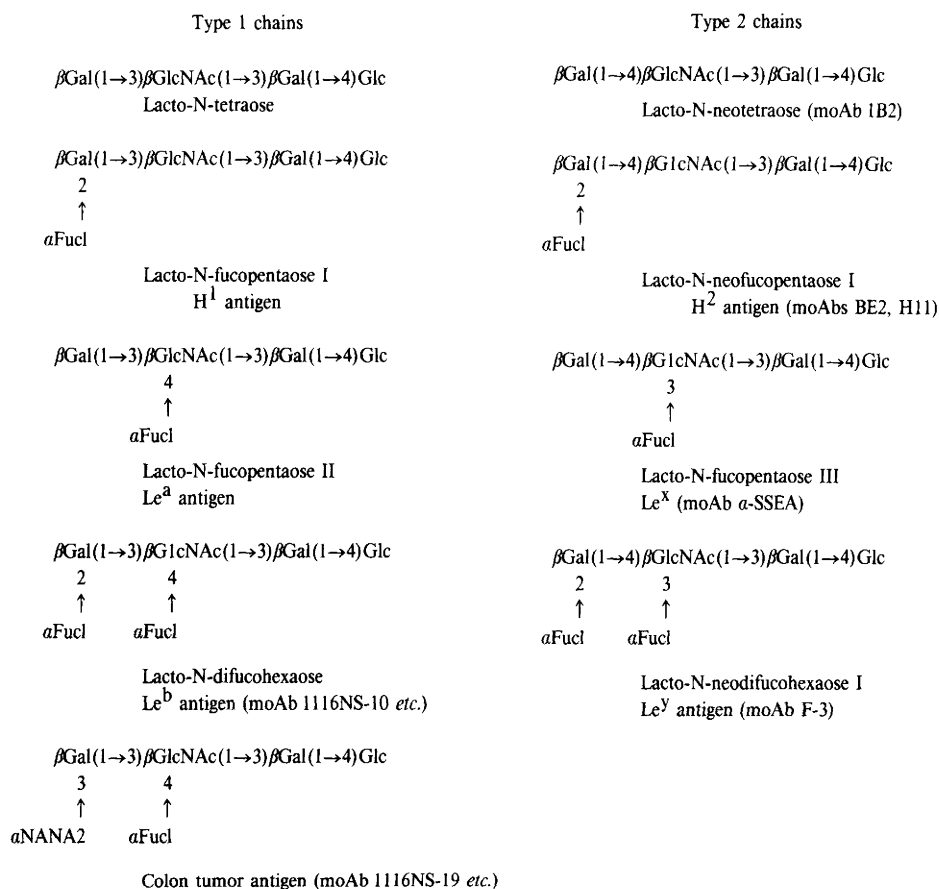 Type 1 chains
βGal(1→3)βGlcNAc(1→3)βGal(1→4)Glc
Lacto-N-tetraose
βGal(1→3)βGlcNAc(1→3)βGal(1→4)Glc
2
↑
αFucl
Lacto-N-fucopentaose I
H¹ antigen
βGal(1→3)βGlcNAc(1→3)βGal(1→4)Glc
4
↑
αFucl
Lacto-N-fucopentaose II
Leᵃ antigen
βGal(1→3)βG1cNAc(1→3)βGal(1→4)Glc
2 4
↑ ↑
αFucl αFucl
Lacto-N-difucohexaose
Leᵇ antigen (moAb 1116NS-10 etc.)
βGal(1→3)βGlcNAc(1→3)βGal(1→4)Glc
3 4
↑ ↑
αNANA2 αFucl
Colon tumor antigen (moAb 1116NS-19 etc.)
Type 2 chains
βGal(1→4)βGlcNAc(1→3)βGal(1→4)Glc
Lacto-N-neotetraose (moAb 1B2)
βGal(1→4)βG1cNAc(1→3)βGal(1→4)Glc
2
↑
αFucl
Lacto-N-neofucopentaose I
H² antigen (moAbs BE2, H11)
βGal(1→4)βG1cNAc(1→3)βGal(1→4)Glc
3
↑
αFucl
Lacto-N-fucopentaose III
Leˣ (moAb α-SSEA)
βGal(1→4)βGlcNAc(1→3)βGal(1→4)Glc
2 3
↑ ↑
αFucl αFucl
Lacto-N-neodifucohexaose I
Leʸ antigen (moAb F-3)